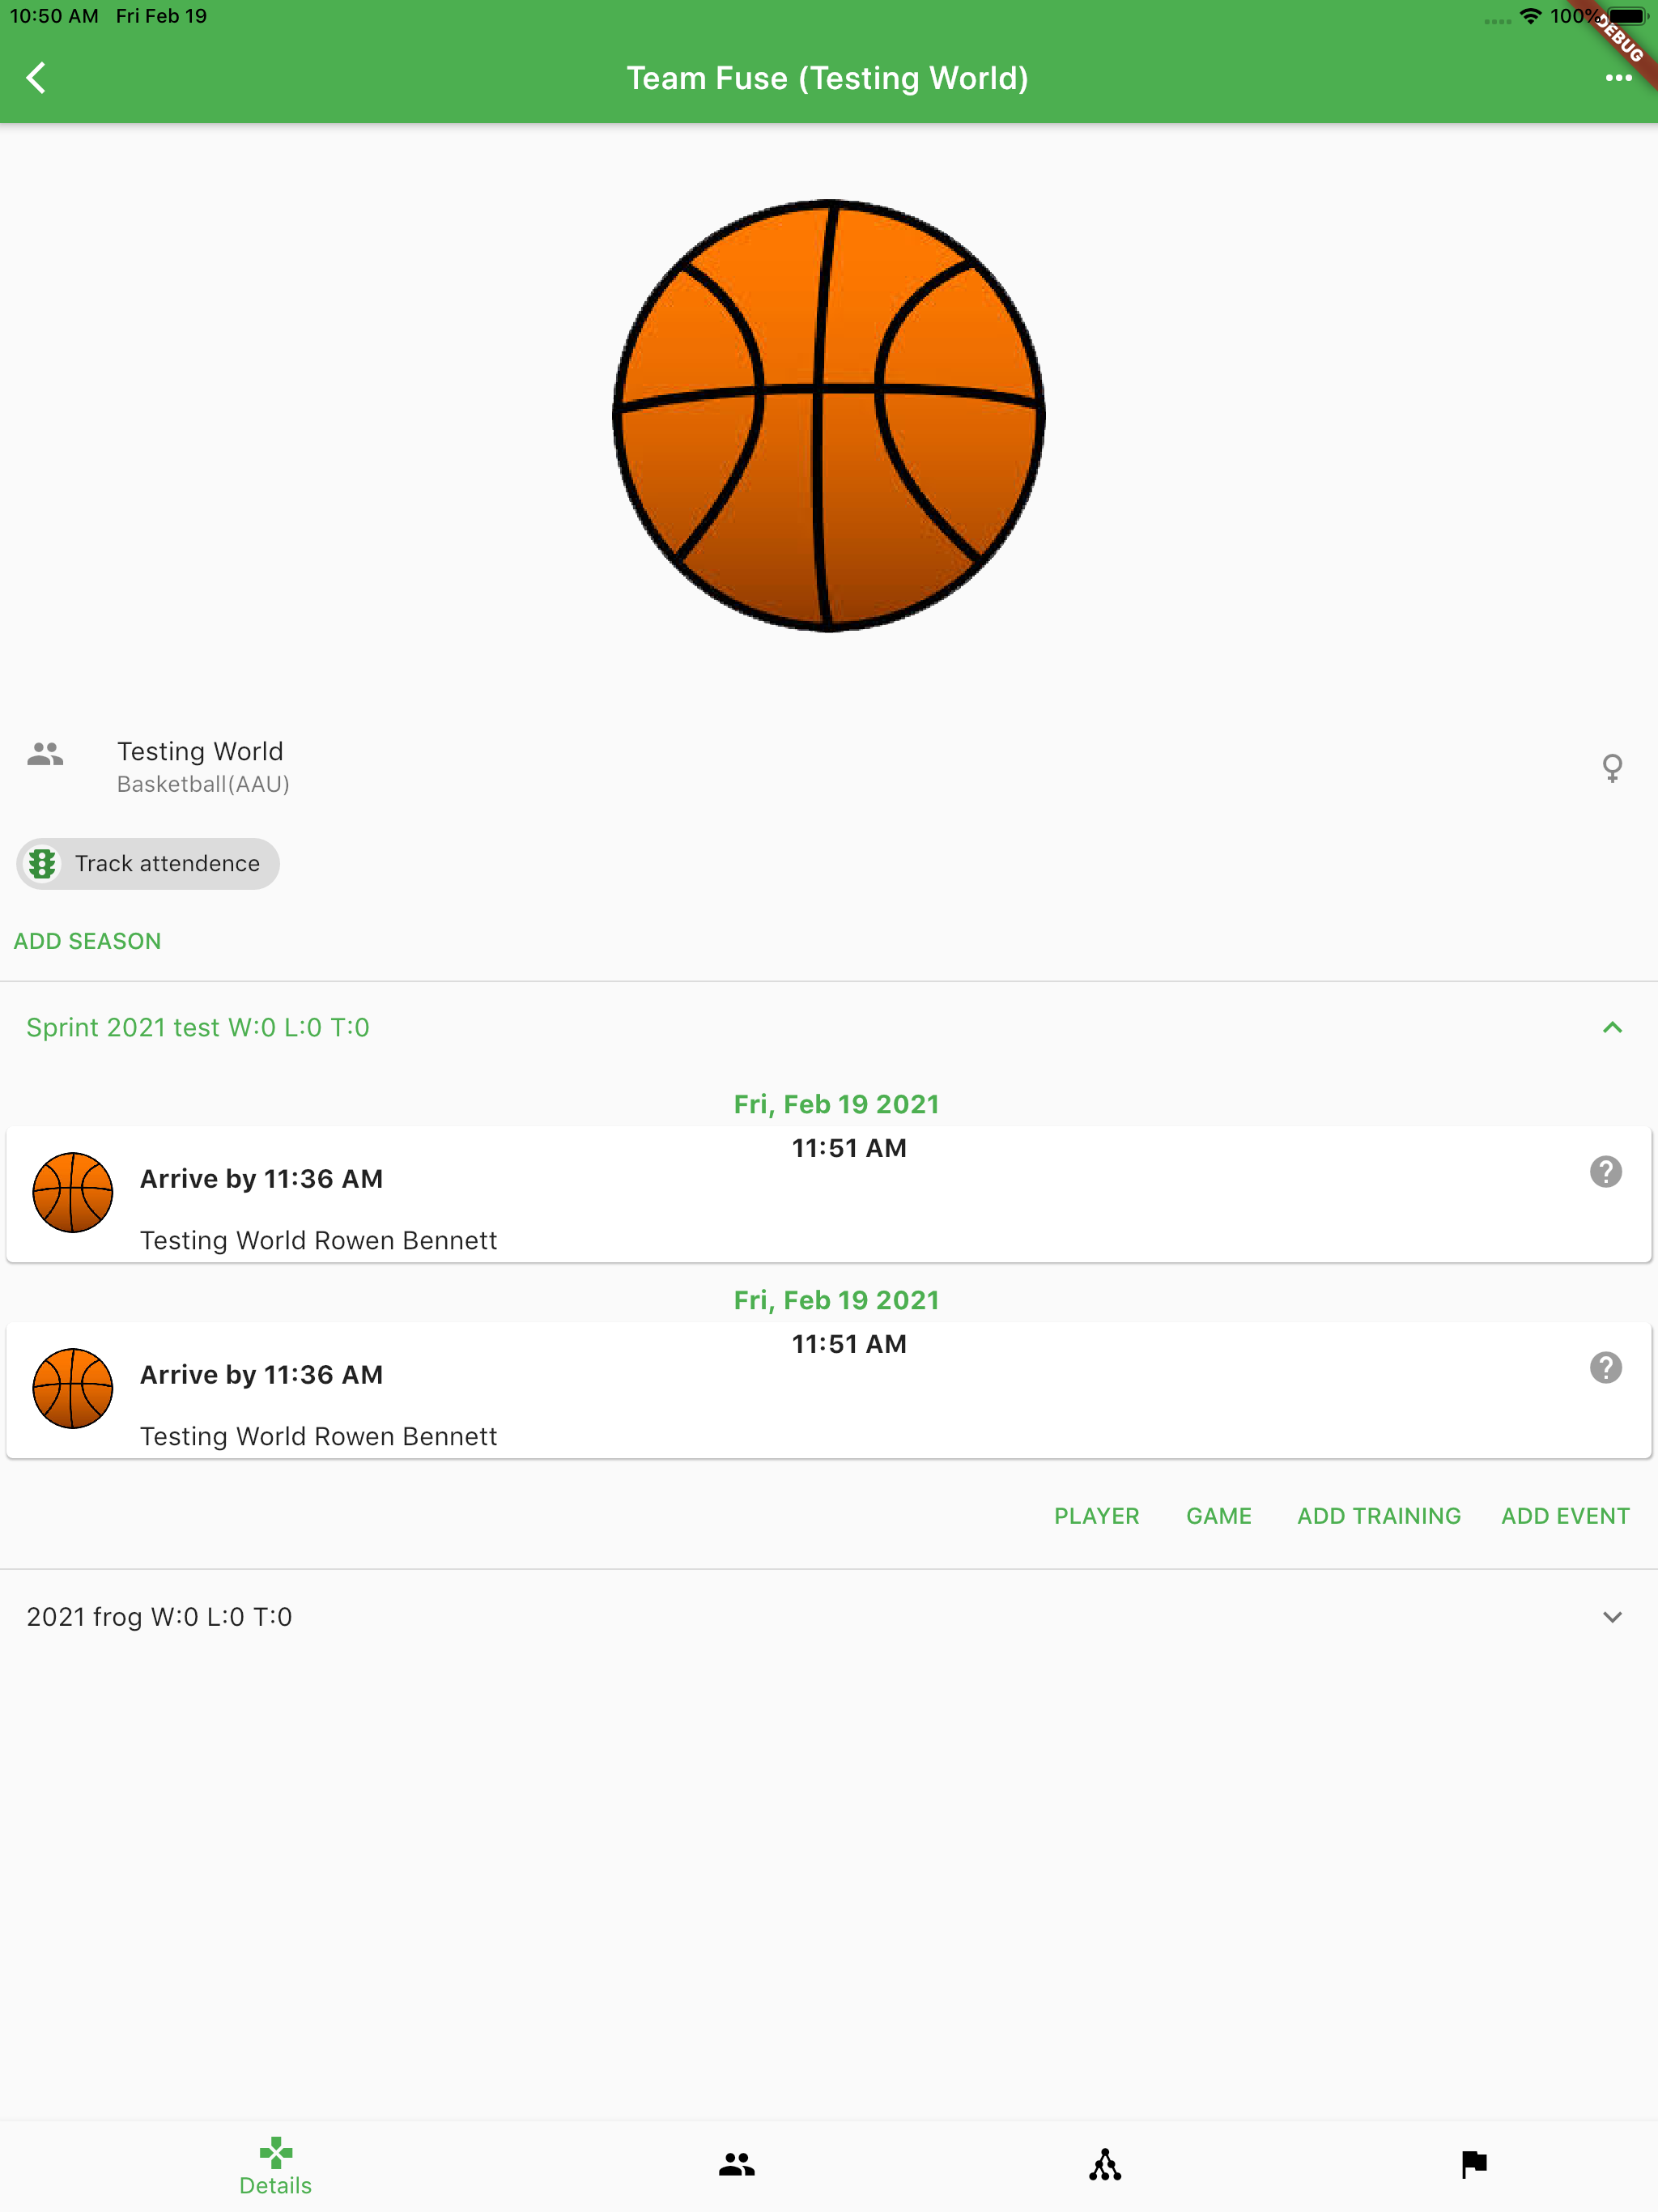 10:50 AM Fri Feb 19
100%
DEBUG
Team Fuse (Testing World)
Testing World
Basketball(AAU)
Track attendence
ADD SEASON
Sprint 2021 test W:0 L:0 T:0
Fri, Feb 19 2021
11:51 AM
Arrive by 11:36 AM
Testing World Rowen Bennett
Fri, Feb 19 2021
11:51 AM
Arrive by 11:36 AM
Testing World Rowen Bennett
PLAYER GAME ADD TRAINING ADD EVENT
2021 frog W:0 L:0 T:0
Details